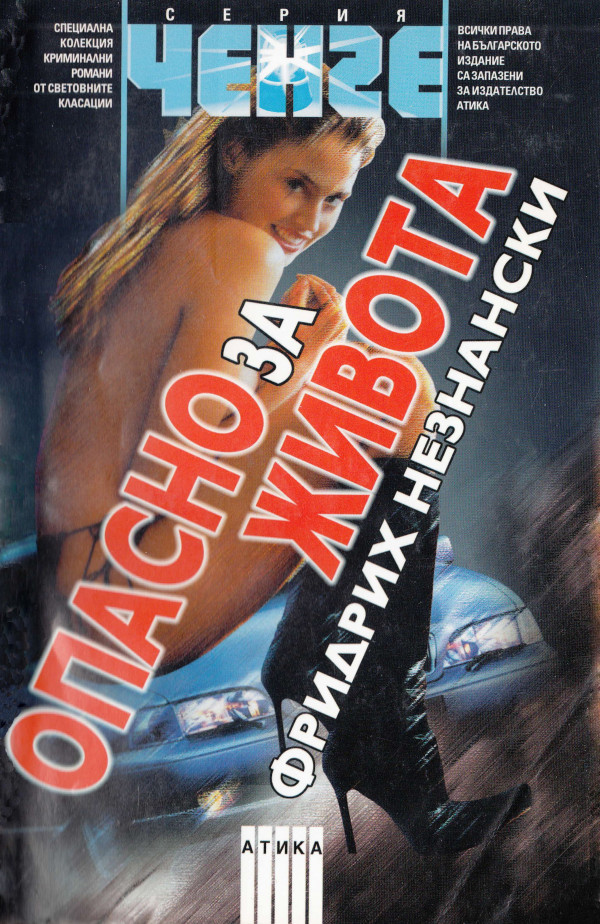 СЕРИЯ
ЧЕНГЕ
СПЕЦИАЛНА
КОЛЕКЦИЯ
КРИМИНАЛНИ
РОМАНИ
ОТ СВЕТОВНИТЕ
КЛАСАЦИИ
ВСИЧКИ ПРАВА
НА БЪЛГАРСКОТО
ИЗДАНИЕ
СА ЗАПАЗЕНИ
ЗА ИЗДАТЕЛСТВО
АТИКА
ОПАСНО ЗА
ЖИВОТА
ФРИДРИХ НЕЗНАНСКИ
АТИКА